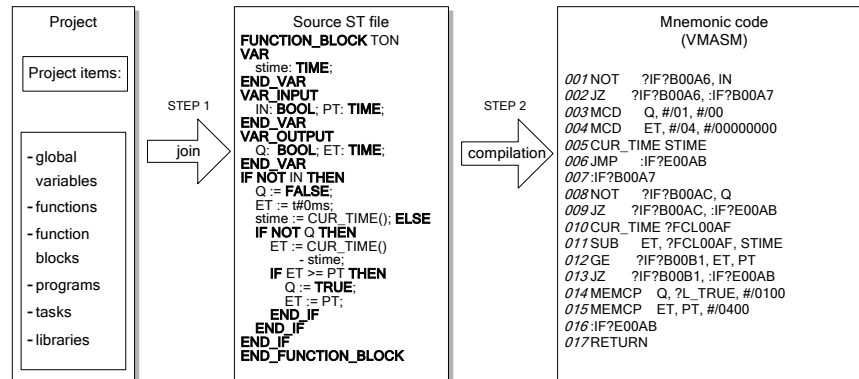 Project
Project items:
- global
variables
- functions
- function
blocks
- programs
- tasks
- libraries
STEP 1
join
Source ST file
FUNCTION_BLOCK TON
VAR
stime: TIME;
END_VAR
VAR_INPUT
IN: BOOL; PT: TIME;
END_VAR
VAR_OUTPUT
Q: BOOL; ET: TIME;
END_VAR
IF NOT IN THEN
Q := FALSE;
ET := t#0ms;
stime := CUR_TIME(); ELSE
IF NOT Q THEN
ET := CUR_TIME()
- stime;
IF ET >= PT THEN
Q := TRUE;
ET := PT;
END_IF
END_IF
END_IF
END_FUNCTION_BLOCK
STEP 2
compilation
Mnemonic code
(VMASM)
001 NOT ?IF?B00A6, IN
002 JZ ?IF?B00A6, :IF?B00A7
003 MCD Q, #/01, #/00
004 MCD ET, #/04, #/00000000
005 CUR_TIME STIME
006 JMP :IF?E00AB
007 :IF?B00A7
008 NOT ?IF?B00AC, Q
009 JZ ?IF?B00AC, :IF?E00AB
010 CUR_TIME ?FCL00AF
011 SUB ET, ?FCL00AF, STIME
012 GE ?IF?B00B1, ET, PT
013 JZ ?IF?B00B1, :IF?E00AB
014 MEMCP Q, ?L_TRUE, #/0100
015 MEMCP ET, PT, #/0400
016 :IF?E00AB
017 RETURN